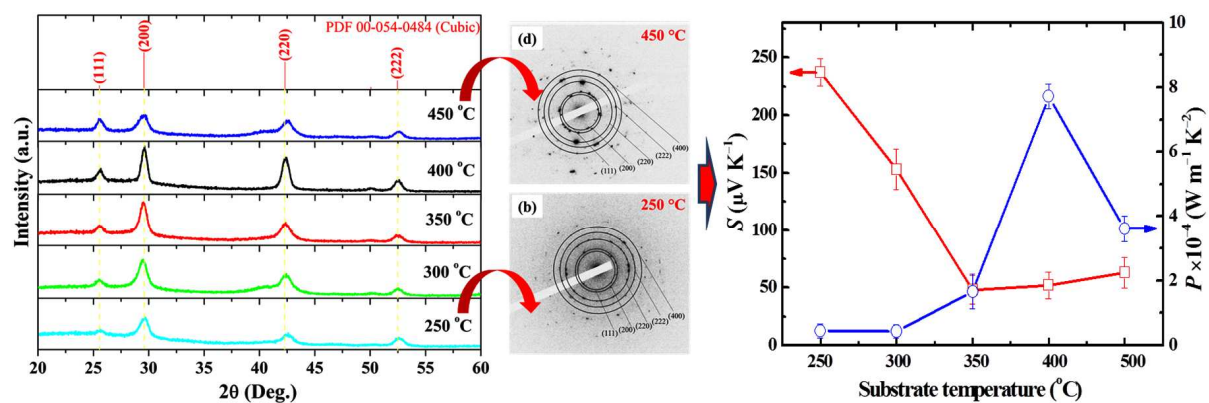 PDF 00-054-0484 (Cubic)
(111)
(200)
(220)
(222)
450 °C
400 °C
350 °C
300 °C
250 °C
Intensity (a.u.)
20 25 30 35 40 45 50 55 60
2θ (Deg.)
(d)
450 °C
(400)
(222)
(220)
(200)
(111)
(b)
250 °C
(400)
(222)
(220)
(200)
(111)
S (μV K⁻¹)
250
200
150
100
50
0
10
8
6
4
2
0
P ×10⁻⁴ (W m⁻¹K⁻²)
250 300 350 400 500
Substrate temperature (°C)